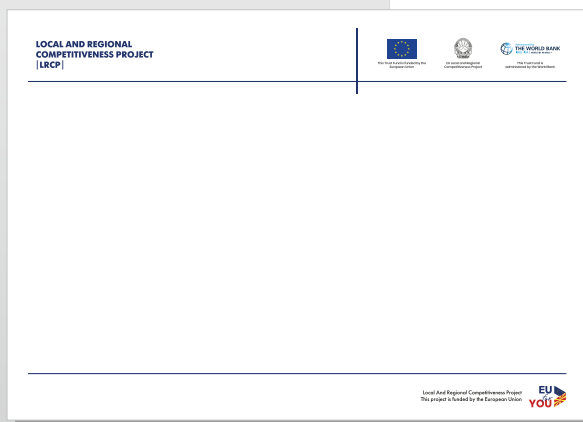 LOCAL AND REGIONAL
COMPETITIVENESS PROJECT
|LRCP|
This Trust Fund is funded by the
European Union
EU Local and Regional
Competitiveness Project
THE WORLD BANK
This Trust Fund is
administered by the World Bank
Local And Regional Competitiveness Project
This project is funded by the European Union
EU
for
YOU